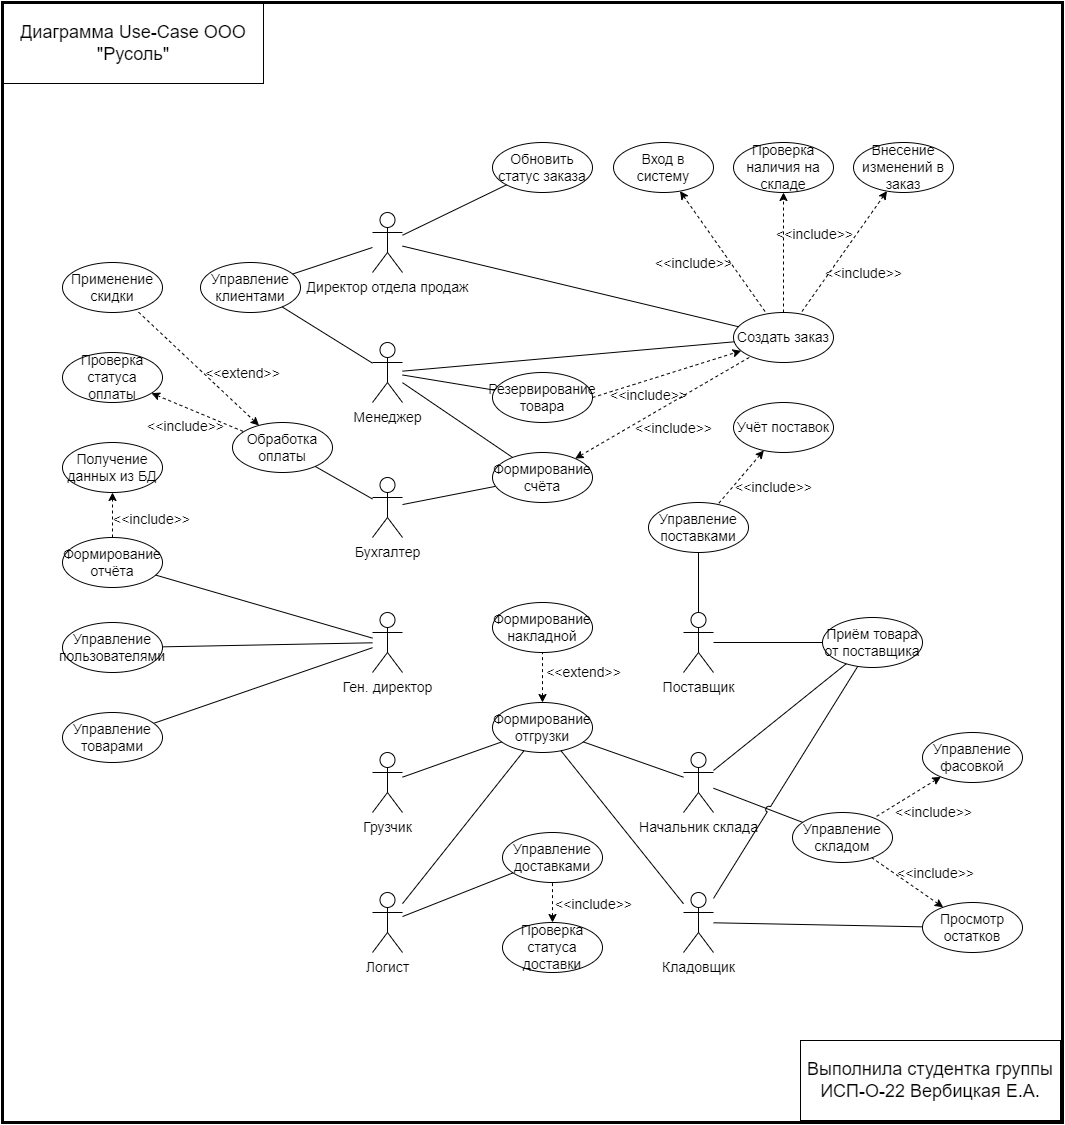 Диаграмма Use-Case ООО
"Русоль"
Обновить
статус заказа
Вход в
систему
Проверка
наличия на
складе
Внесение
изменений в
заказ
<<include>>
<<include>>
<<include>>
Применение
скидки
Управление
клиентами
Директор отдела продаж
Создать заказ
Проверка
статуса
оплаты
<<extend>>
Менеджер
Резервирование
товара
<<include>>
<<include>>
<<include>>
Учёт поставок
Обработка
оплаты
Получение
данных из БД
Формирование
счёта
<<include>>
<<include>>
Управление
поставками
Бухгалтер
Формирование
отчёта
Формирование
накладной
Управление
пользователями
Приём товара
от поставщика
<<extend>>
Ген. директор
Поставщик
Управление
товарами
Формирование
отгрузки
Управление
фасовкой
Грузчик
Начальник склада
<<include>>
Управление
складом
Управление
доставками
<<include>>
<<include>>
Просмотр
остатков
Проверка
статуса
доставки
Логист
Кладовщик
Выполнила студентка группы
ИСП-О-22 Вербицкая Е.А.